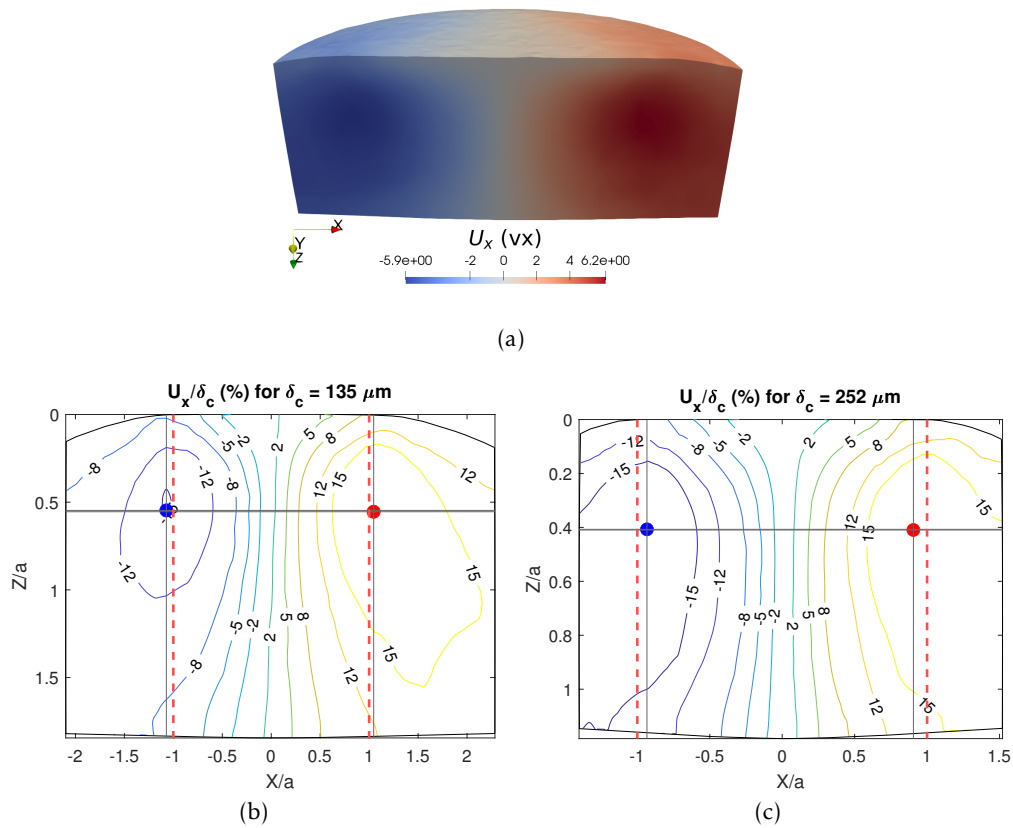 X
Y
Z
U_x (vx)
-5.9e+00 -2 0 2 4 6.2e+00
(a)
U_x/δ_c (%) for δ_c = 135 μm
Z/a
0
0.5
1
1.5
-8 -5 -2 2 5 8 12
-12 -12 -8 12 15
-12 15
-8 -5 -2 2 5 8 12 15
-2 -1.5 -1 -0.5 0 0.5 1 1.5 2
X/a
(b)
U_x/δ_c (%) for δ_c = 252 μm
Z/a
0
0.2
0.4
0.6
0.8
1
-12 -8 -5 -2 2 5 8
-15 12 15 15
-15 -12 -8 -5 -2 2 5 8
12 15
-1 -0.5 0 0.5 1 1.5
X/a
(c)